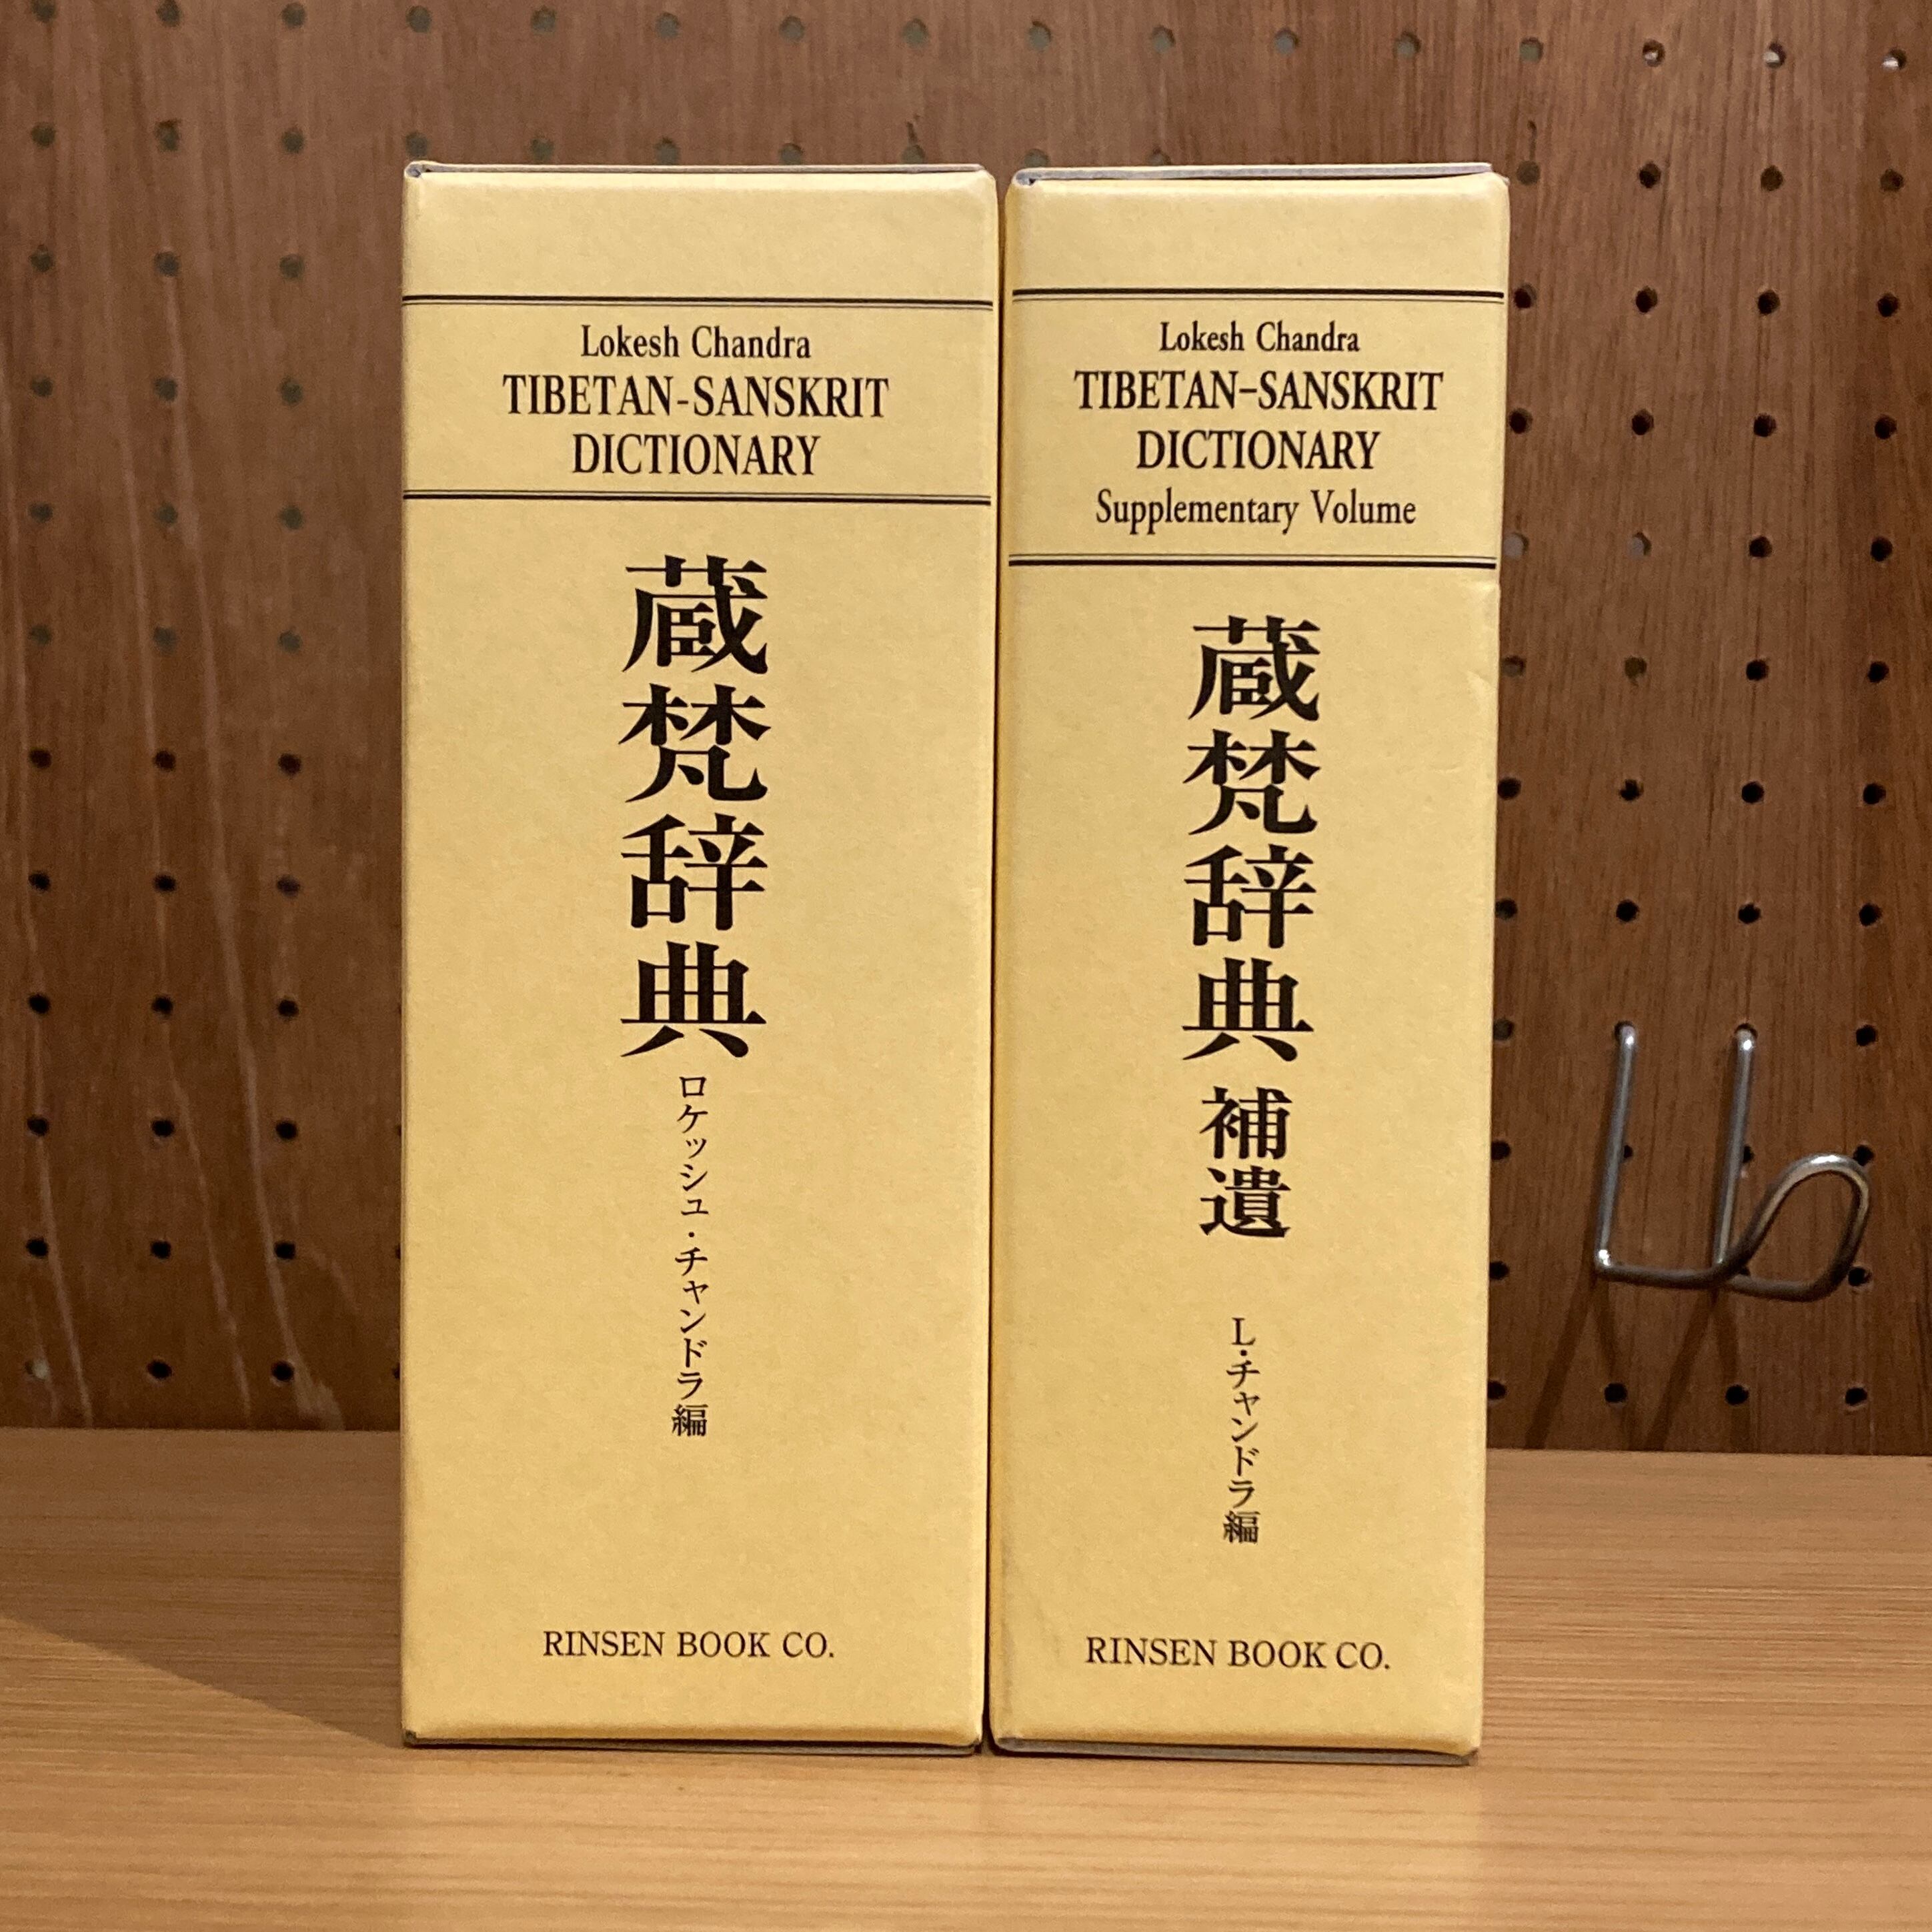 Lokesh Chandra
TIBETAN-SANSKRIT
DICTIONARY
蔵梵辞典
ロケッシュ・チャンドラ編
RINSEN BOOK CO.
Lokesh Chandra
TIBETAN-SANSKRIT
DICTIONARY
Supplementary Volume
蔵梵辞典 補遺
L・チャンドラ編
RINSEN BOOK CO.